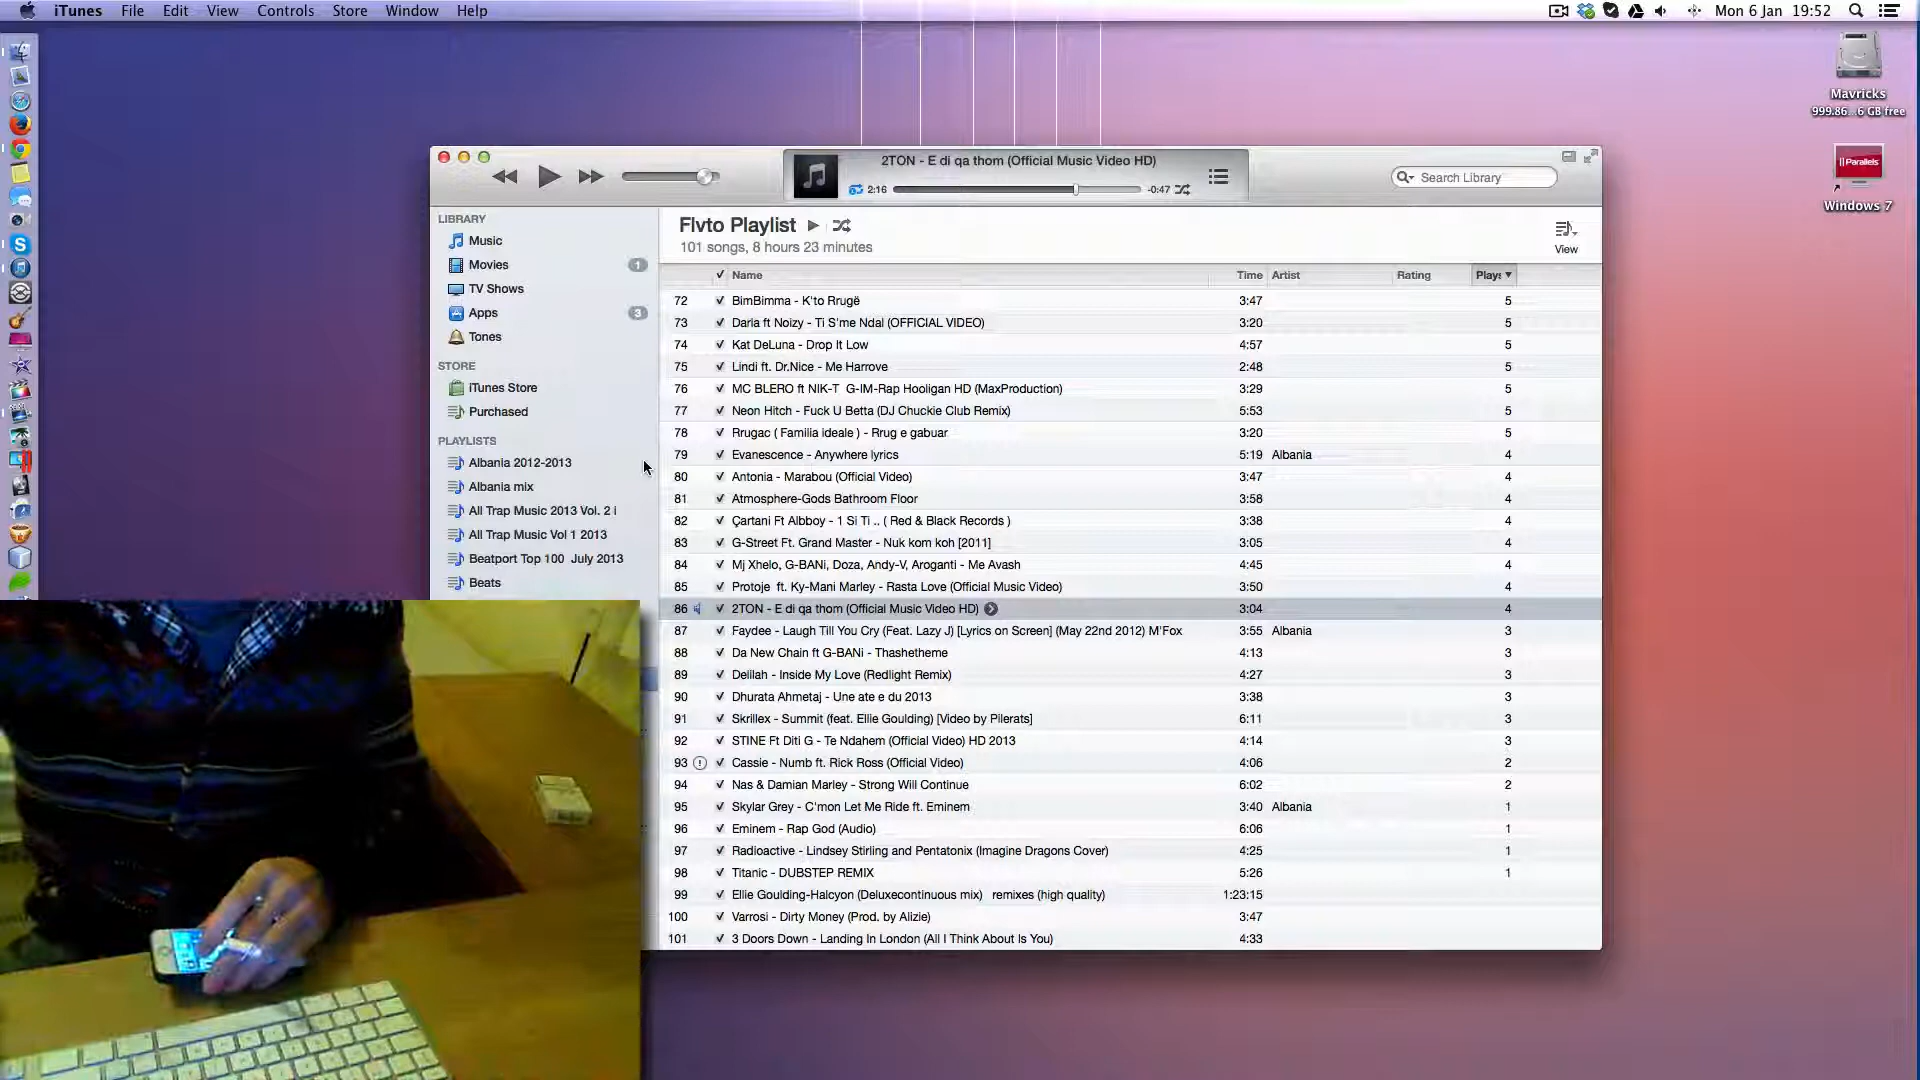 iTunes File Edit View Controls Store Window Help
Mon 6 Jan 19:52
Mavricks
999.86... 6 GB free
|| Parallels
Windows 7
2TON - E di qa thom (Official Music Video HD)
2:16 -0:47
Search Library
LIBRARY
Music
Movies 1
TV Shows
Apps 3
Tones
STORE
iTunes Store
Purchased
PLAYLISTS
Albania 2012-2013
Albania mix
All Trap Music 2013 Vol. 2 i
All Trap Music Vol 1 2013
Beatport Top 100 July 2013
Beats
Flvto Playlist
101 songs, 8 hours 23 minutes
View
Name Time Artist Rating Plays
72 BimBimma - K'to Rrugë 3:47 5
73 Daria ft Noizy - Ti S'me Ndal (OFFICIAL VIDEO) 3:20 5
74 Kat DeLuna - Drop It Low 4:57 5
75 Lindi ft. Dr.Nice - Me Harrove 2:48 5
76 MC BLERO ft NIK-T G-IM-Rap Hooligan HD (MaxProduction) 3:29 5
77 Neon Hitch - Fuck U Betta (DJ Chuckie Club Remix) 5:53 5
78 Rrugac ( Familia ideale ) - Rrug e gabuar 3:20 5
79 Evanescence - Anywhere lyrics 5:19 Albania 4
80 Antonia - Marabou (Official Video) 3:47 4
81 Atmosphere-Gods Bathroom Floor 3:58 4
82 Çartani Ft Albboy - 1 Si Ti .. ( Red & Black Records ) 3:38 4
83 G-Street Ft. Grand Master - Nuk kom koh [2011] 3:05 4
84 Mj Xhelo, G-BANi, Doza, Andy-V, Aroganti - Me Avash 4:45 4
85 Protoje ft. Ky-Mani Marley - Rasta Love (Official Music Video) 3:50 4
86 2TON - E di qa thom (Official Music Video HD) 3:04 4
87 Faydee - Laugh Till You Cry (Feat. Lazy J) [Lyrics on Screen] (May 22nd 2012) M'Fox 3:55 Albania 3
88 Da New Chain ft G-BANi - Thashetheme 4:13 3
89 Delilah - Inside My Love (Redlight Remix) 4:27 3
90 Dhurata Ahmetaj - Une ate e du 2013 3:38 3
91 Skrillex - Summit (feat. Ellie Goulding) [Video by Pilerats] 6:11 3
92 STINE Ft Diti G - Te Ndahem (Official Video) HD 2013 4:14 3
93 Cassie - Numb ft. Rick Ross (Official Video) 4:06 2
94 Nas & Damian Marley - Strong Will Continue 6:02 2
95 Skylar Grey - C'mon Let Me Ride ft. Eminem 3:40 Albania 1
96 Eminem - Rap God (Audio) 6:06 1
97 Radioactive - Lindsey Stirling and Pentatonix (Imagine Dragons Cover) 4:25 1
98 Titanic - DUBSTEP REMIX 5:26 1
99 Ellie Goulding-Halcyon (Deluxecontinuous mix) remixes (high quality) 1:23:15
100 Varrosi - Dirty Money (Prod. by Alizie) 3:47
101 3 Doors Down - Landing In London (All I Think About Is You) 4:33